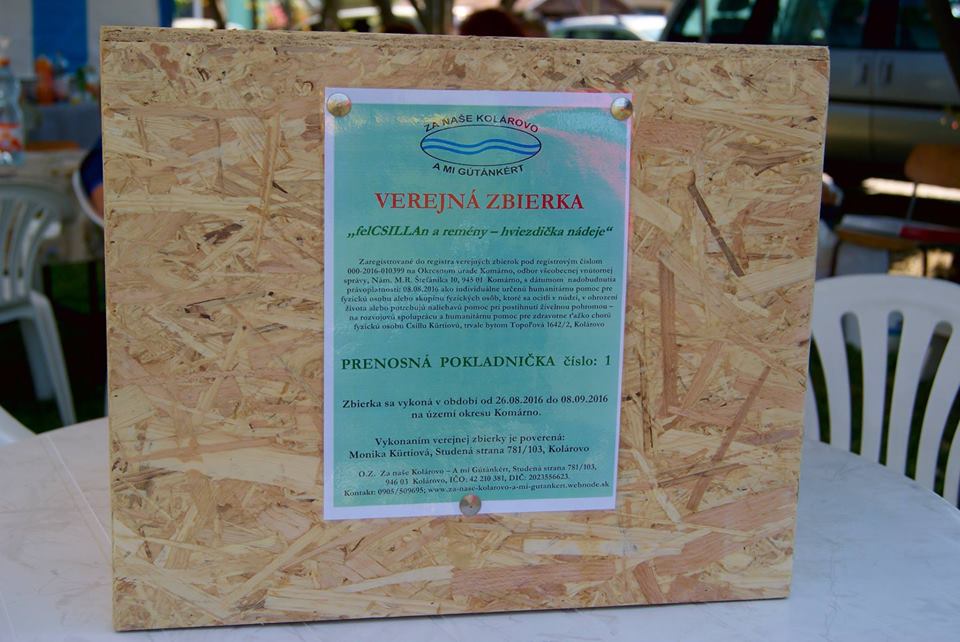 ZA NAŠE KOLÁROVO
A MI GÚTÁNKÉRT
VEREJNÁ ZBIERKA
„felCSILLAn a remény – hviezdička nádeje“
Zaregistrované do registra verejných zbierok pod registrovým číslom
000-2016-010399 na Okresnom úrade Komárno, odbor všeobecnej vnútornej
správy, Nám. M.R. Štefánika 10, 945 01 Komárno, s dátumom nadobudnutia
právoplatnosti: 08.08.2016 ako individuálne určenú humanitárnu pomoc pre
fyzickú osobu alebo skupinu fyzických osôb, ktoré sa ocitli v núdzi, v ohrození
života alebo potrebujú naliehavú pomoc pri postihnutí živelnou pohromou –
na rozvojovú spoluprácu a humanitárnu pomoc pre zdravotne ťažko chorú
fyzickú osobu Csillu Kürtiovú, trvale bytom Topoľová 1642/2, Kolárovo
PRENOSNÁ POKLADNIČKA číslo: 1
Zbierka sa vykoná v období od 26.08.2016 do 08.09.2016
na území okresu Komárno.
Vykonaním verejnej zbierky je poverená:
Monika Kürtiová, Studená strana 781/103, Kolárovo
O.Z. Za naše Kolárovo – A mi Gútánkért, Studená strana 781/103,
946 03 Kolárovo, IČO: 42 210 381, DIČ: 2023556623.
Kontakt: 0905/509695; www.za-nase-kolarovo-a-mi-gutankert.webnode.sk